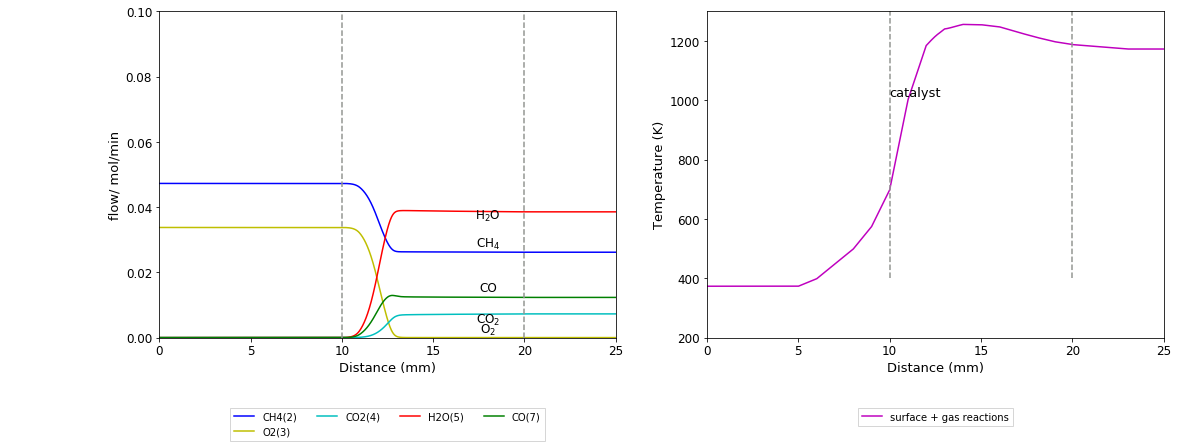 0.10
0.08
0.06
0.04
0.02
0.00
flow/ mol/min
H₂O
CH₄
CO
CO₂
O₂
0 5 10 15 20 25
Distance (mm)
CH4(2) CO2(4) H2O(5) CO(7)
O2(3)
1200
1000
800
600
400
200
Temperature (K)
catalyst
0 5 10 15 20 25
Distance (mm)
surface + gas reactions